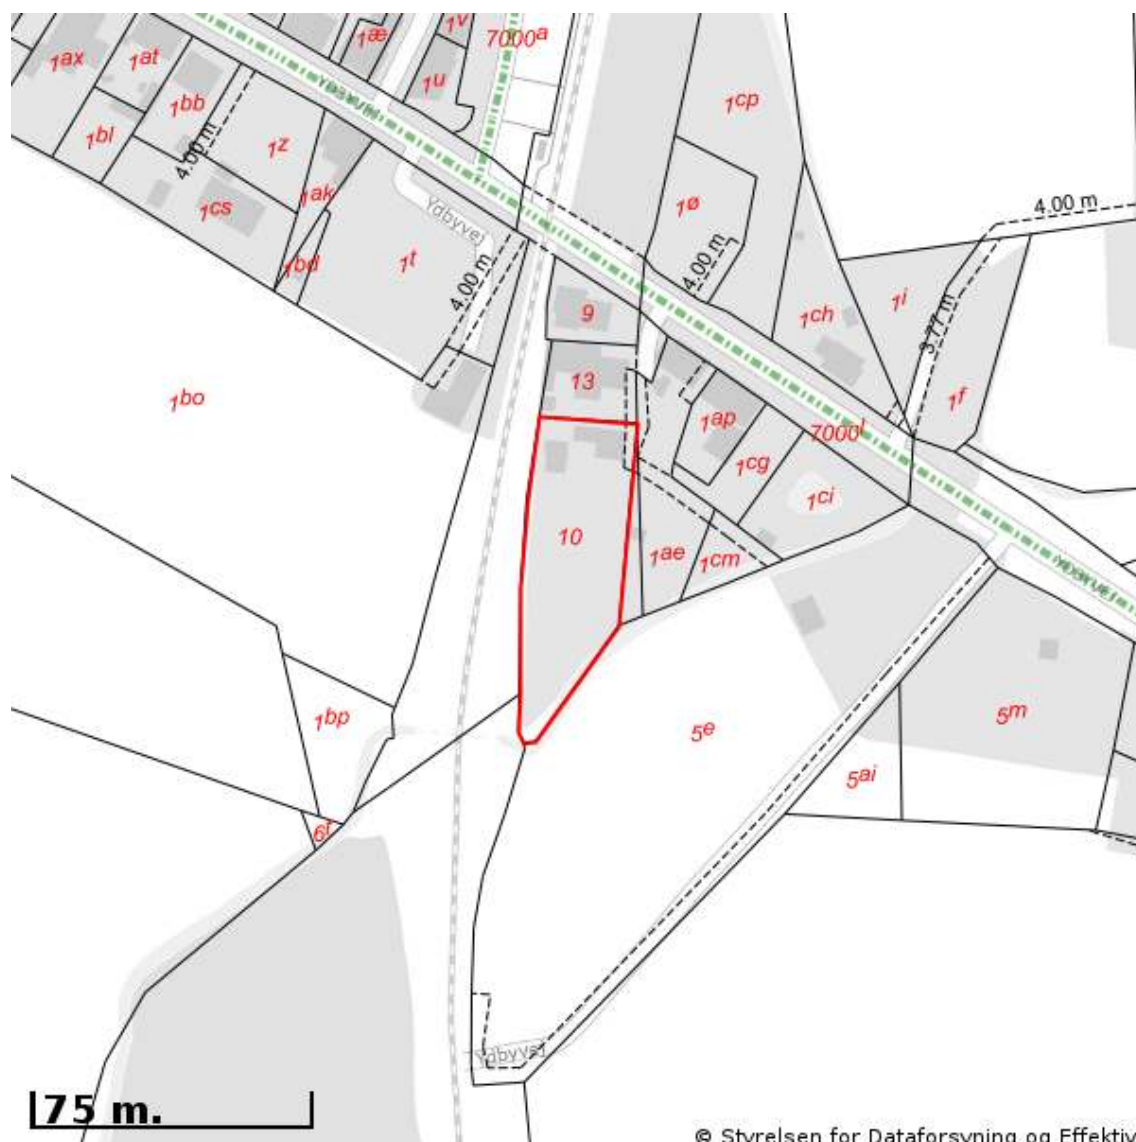 1ax
1at
1æ
1v
7000a
1u
1bb
1bl
4.00 m
1z
Ydbyvej
1cp
1cs
1ak
1bd
1t
Ydbyvej
4.00 m
1ø
4.00 m
4.00 m
9
1ch
1i
3.77 m
1f
1bo
13
1ap
7000l
1cg
1ci
10
1ae
1cm
Ydbyvej
1bp
5e
5m
5ai
6f
Ydbyvej
75 m.
© Styrelsen for Dataforsyning og Effektiv